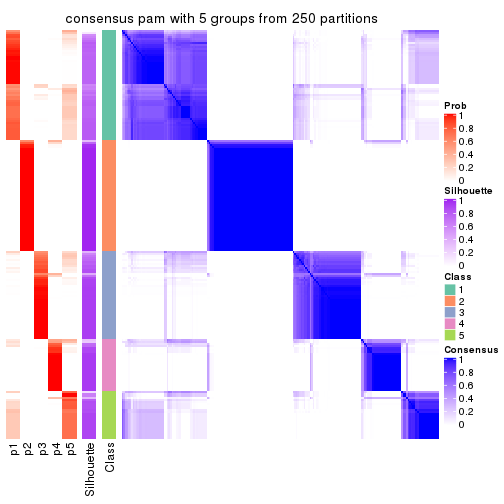 consensus pam with 5 groups from 250 partitions
Prob
1
0.8
0.6
0.4
0.2
0
Silhouette
1
0.8
0.6
0.4
0.2
0
Class
1
2
3
4
5
Consensus
1
0.8
0.6
0.4
0.2
0
p1
p2
p3
p4
p5
Silhouette
Class